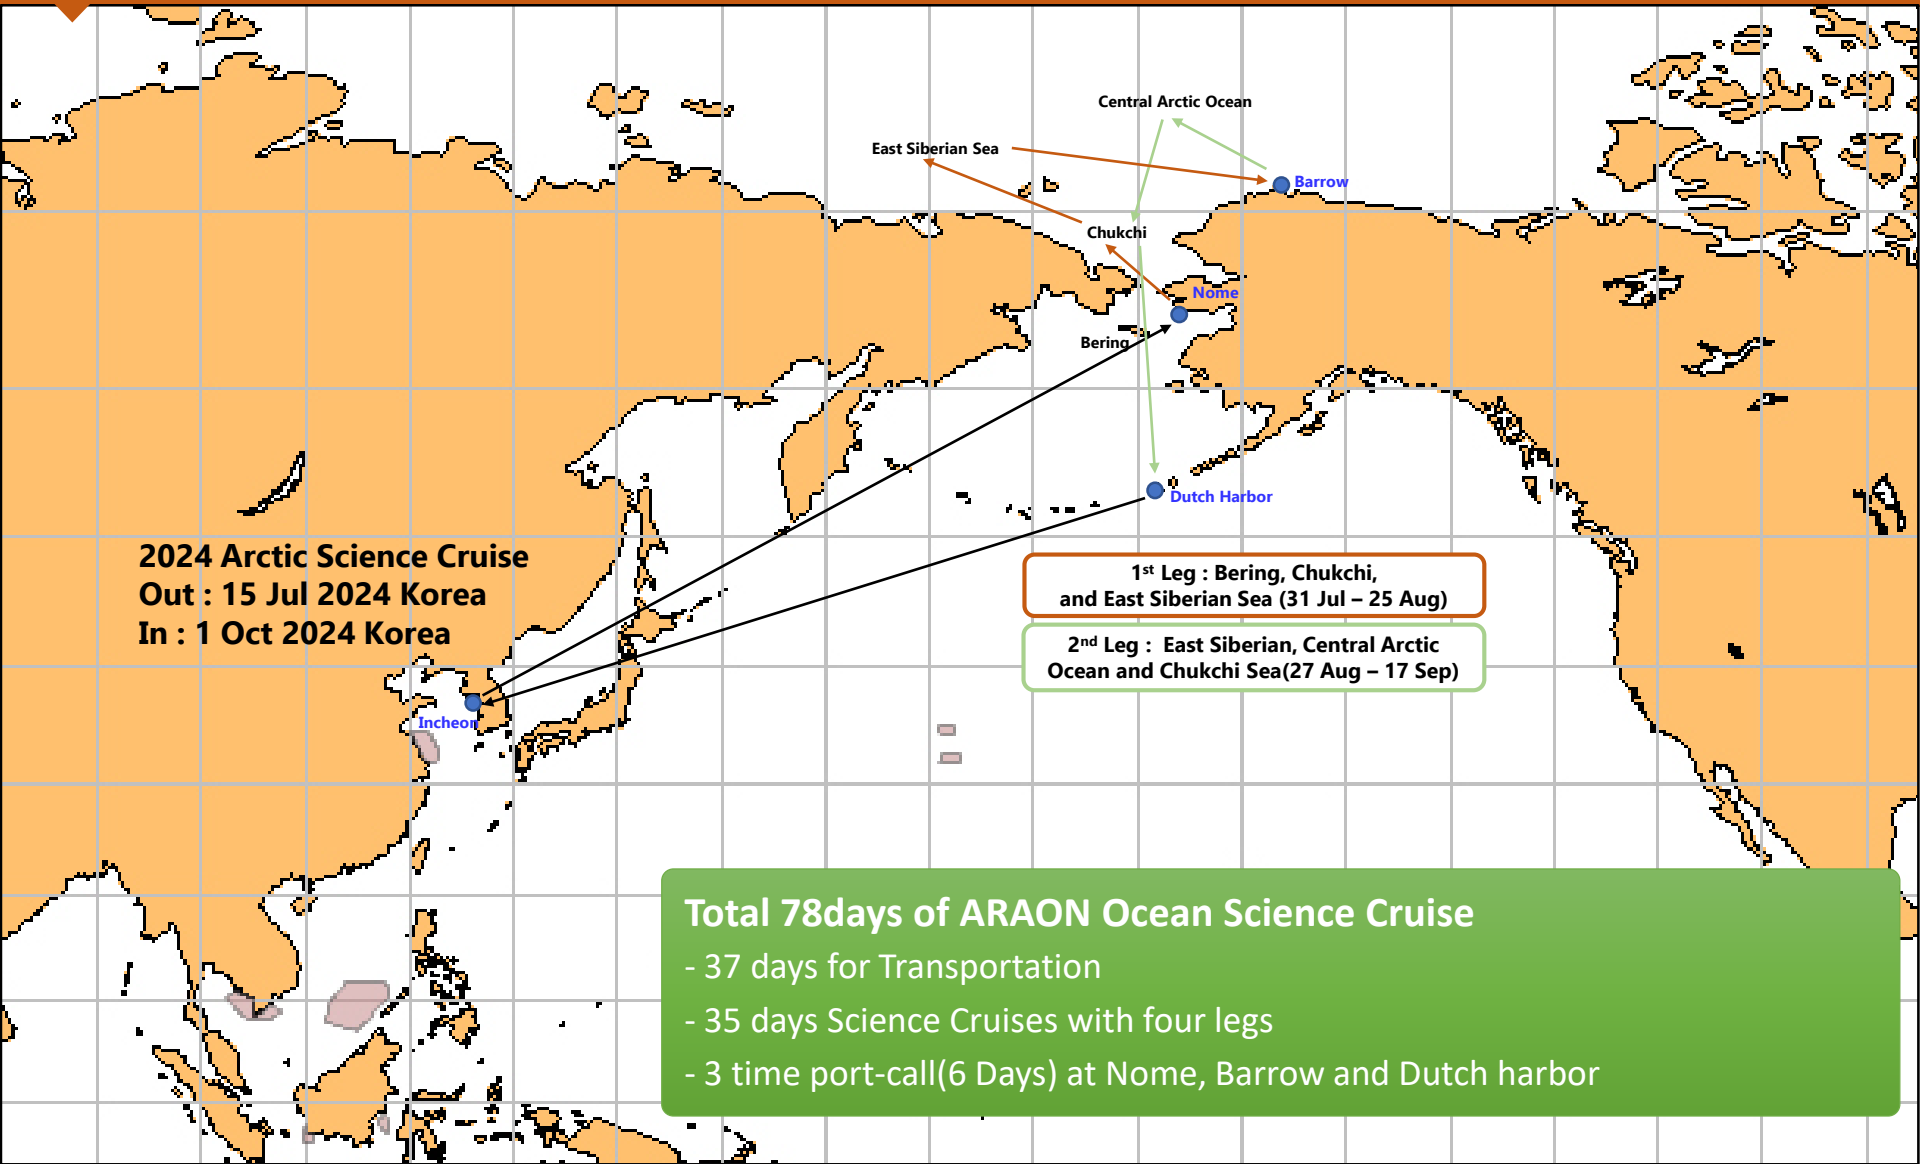 Central Arctic Ocean
East Siberian Sea
Barrow
Chukchi
Nome
Bering
Dutch Harbor
2024 Arctic Science Cruise
Out : 15 Jul 2024 Korea
In : 1 Oct 2024 Korea
1st Leg : Bering, Chukchi,
and East Siberian Sea (31 Jul – 25 Aug)
2nd Leg :  East Siberian, Central Arctic
Ocean and Chukchi Sea(27 Aug – 17 Sep)
Incheon
Total 78days of ARAON Ocean Science Cruise
- 37 days for Transportation
- 35 days Science Cruises with four legs
- 3 time port-call(6 Days) at Nome, Barrow and Dutch harbor